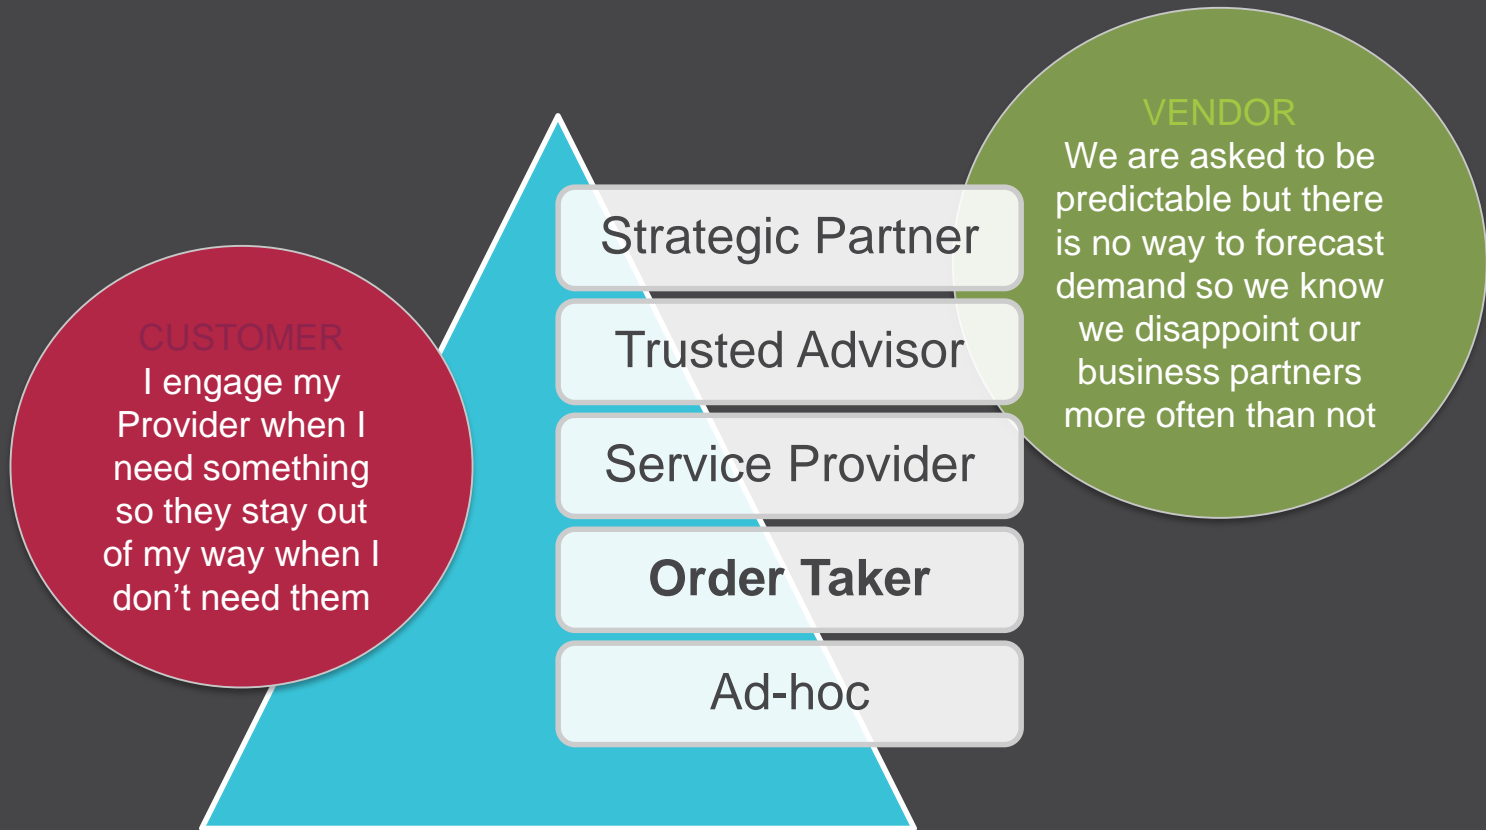 CUSTOMER
I engage my
Provider when I
need something
so they stay out
of my way when I
don’t need them
Strategic Partner
Trusted Advisor
Service Provider
Order Taker
Ad-hoc
VENDOR
We are asked to be
predictable but there
is no way to forecast
demand so we know
we disappoint our
business partners
more often than not